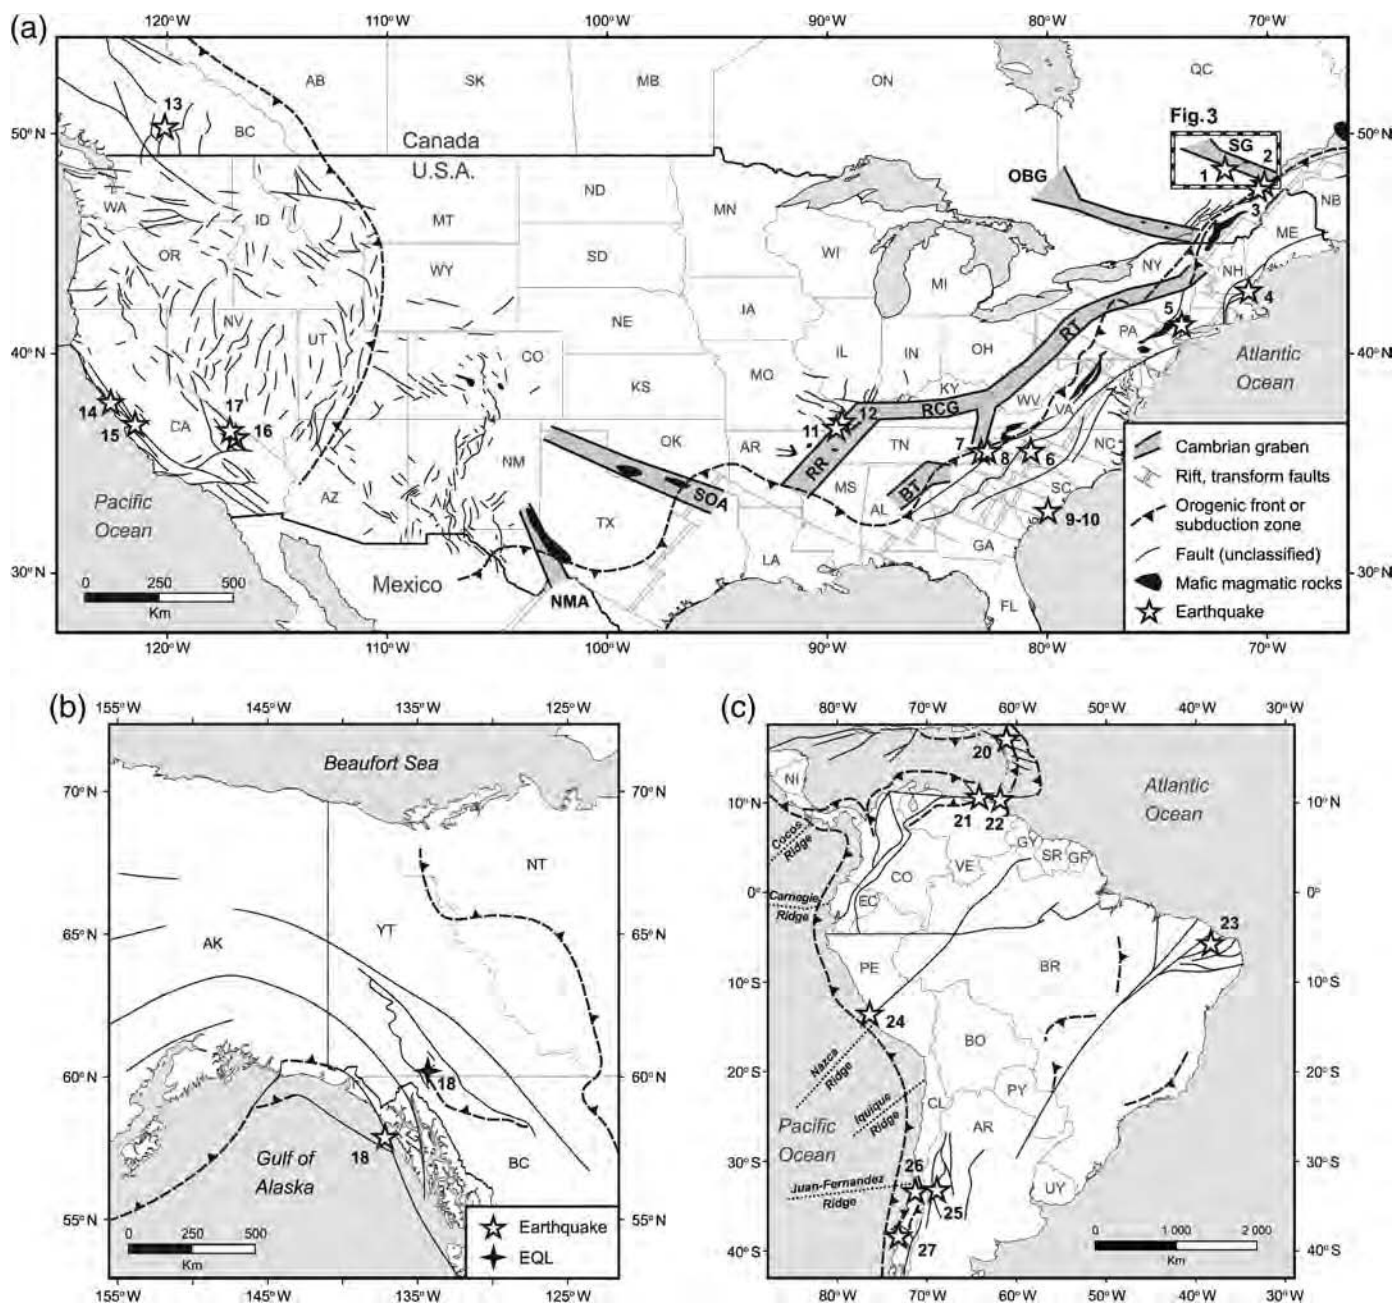 (a)
120°W 110°W 100°W 90°W 80°W 70°W
50°N 50°N
40°N 40°N
30°N 30°N
AB SK MB ON QC
13
BC
Canada
U.S.A.
Fig.3
SG
1 2
3
OBG
NB
ME
WA
ID
MT
ND
MN
OR
WY
SD
WI
MI
NY
NH
4
5
IA
NE
NV
UT
CO
IL
IN
OH
PA
RT
Atlantic
Ocean
KS
MO
KY
WV
VA
14
15
CA
17
16
11
12
RCG
OK
AR
TN
7
8
6
NC
AZ
NM
SOA
RR
MS
BT
AL
SC
9-10
GA
TX
LA
FL
Pacific
Ocean
Mexico
NMA
0 250 500
Km
Cambrian graben
Rift, transform faults
Orogenic front or
subduction zone
Fault (unclassified)
Mafic magmatic rocks
Earthquake
120°W 110°W 100°W 90°W 80°W 70°W
(b)
155°W 145°W 135°W 125°W
Beaufort Sea
70°N 70°N
NT
65°N 65°N
AK
YT
60°N 60°N
18
18
Gulf of
Alaska
BC
55°N 55°N
0 250 500
Km
Earthquake
EQL
155°W 145°W 135°W 125°W
(c)
80°W 70°W 60°W 50°W 40°W 30°W
20
NI
Atlantic
Ocean
10°N 10°N
21 22
Cocos
Ridge
GY
SR
GF
VE
CO
0° 0°
Carnegie
Ridge
EC
23
PE
BR
10°S 10°S
24
BO
Nazca
Ridge
20°S 20°S
PY
Iquique
Ridge
CL
Pacific
Ocean
AR
30°S 30°S
26
Juan-Fernandez
Ridge
25
UY
27
0 1000 2 000
Km
40°S 40°S
80°W 70°W 60°W 50°W 40°W 30°W